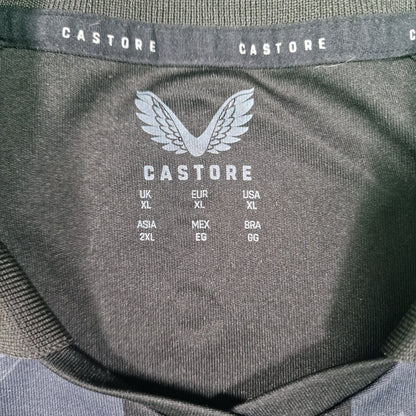 CASTORE CASTORE
CASTORE
UK EUR USA
XL XL XL
ASIA MEX BRA
2XL EG GG